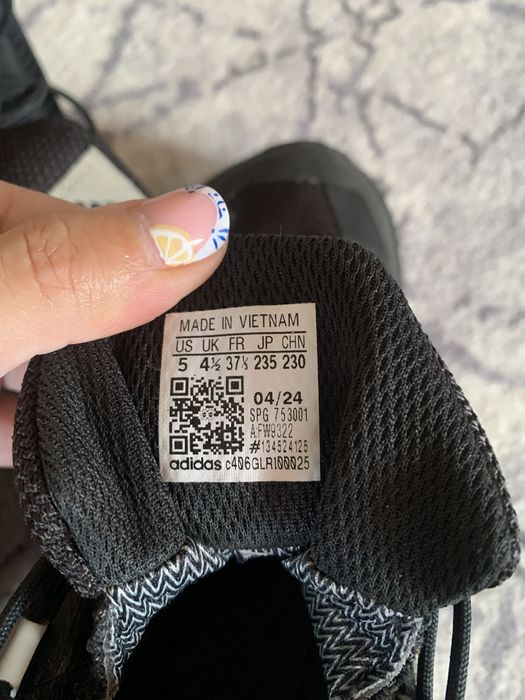 MADE IN VIETNAM
US UK FR JP CHN
5 4½ 37⅓ 235 230
04/24
SPG 753001
AFW9322
#134524125
adidas c406GLR100025